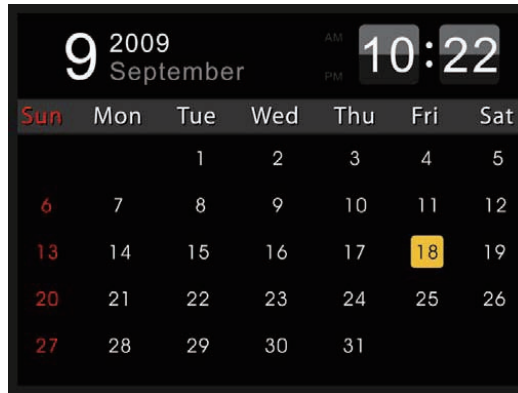 9 2009 AM 10:22
September PM
Sun Mon Tue Wed Thu Fri Sat
1 2 3 4 5
6 7 8 9 10 11 12
13 14 15 16 17 18 19
20 21 22 23 24 25 26
27 28 29 30 31